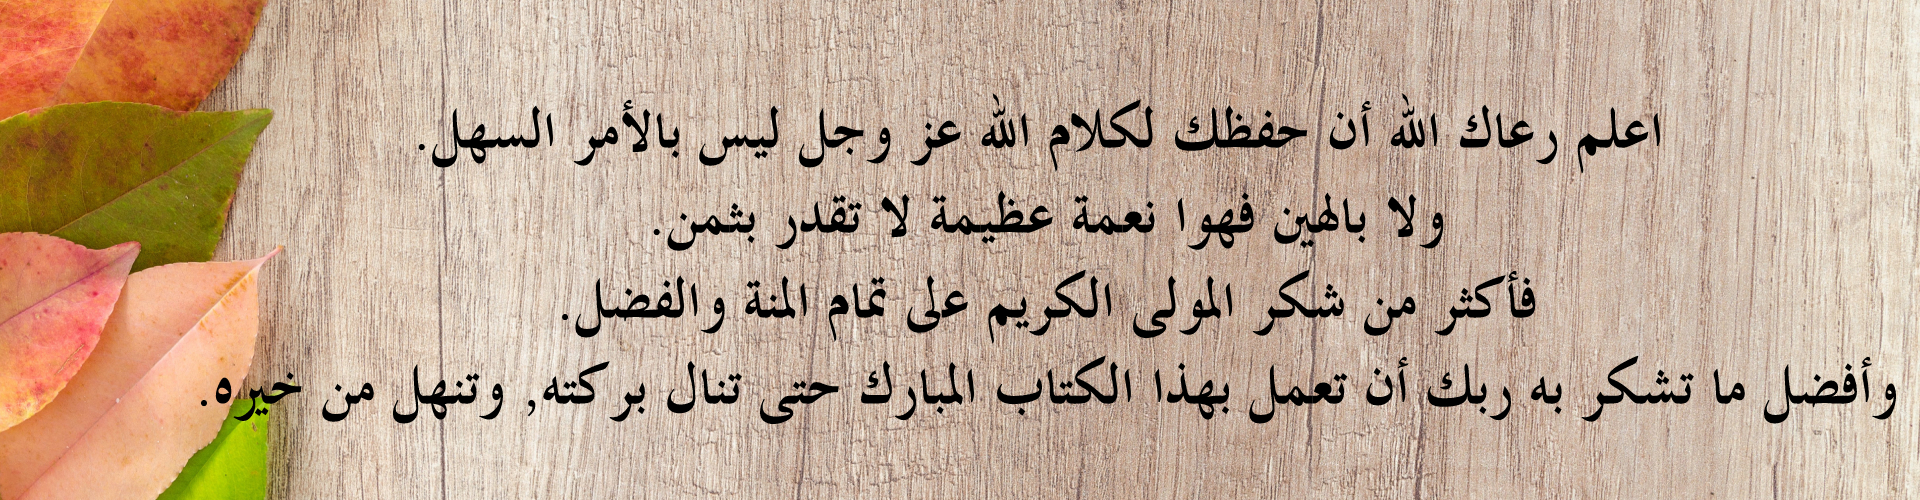 اعلم رعاك الله أن حفظك لكلام الله عز وجل ليس بالأمر السهل.
ولا بالهين فهوا نعمة عظيمة لا تقدر بثمن.
فأكثر من شكر المولى الكريم على تمام المنة والفضل.
وأفضل ما تشكر به ربك أن تعمل بهذا الكتاب المبارك حتى تنال بركته, وتنهل من خيره.